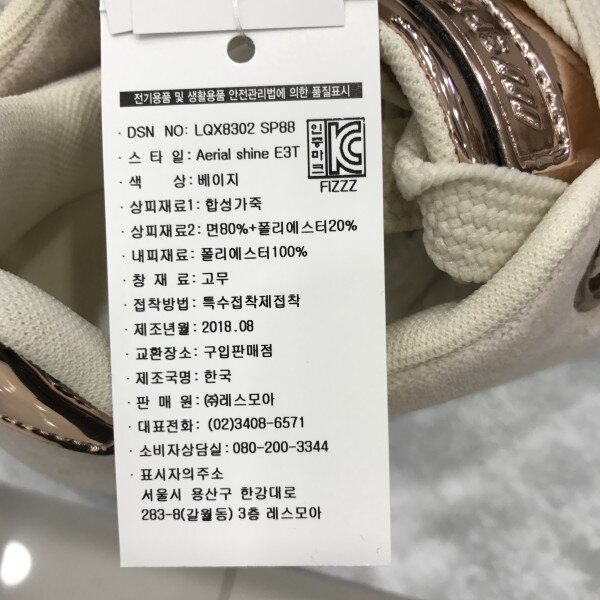 전기용품 및 생활용품 안전관리법에 의한 품질표시
· DSN NO: LQX8302 SP88
· 스 타 일: Aerial shine E3T
인증마크 KC
FIZZZ
· 색 상: 베이지
· 상피재료1: 합성가죽
· 상피재료2: 면80%+폴리에스터20%
· 내피재료: 폴리에스터100%
· 창 재 료: 고무
· 접착방법: 특수접착제접착
· 제조년월: 2018.08
· 교환장소: 구입판매점
· 제조국명: 한국
· 판 매 원: ㈜레스모아
· 대표전화: (02)3408-6571
· 소비자상담실: 080-200-3344
· 표시자의주소
서울시 용산구 한강대로
283-8(갈월동) 3층 레스모아